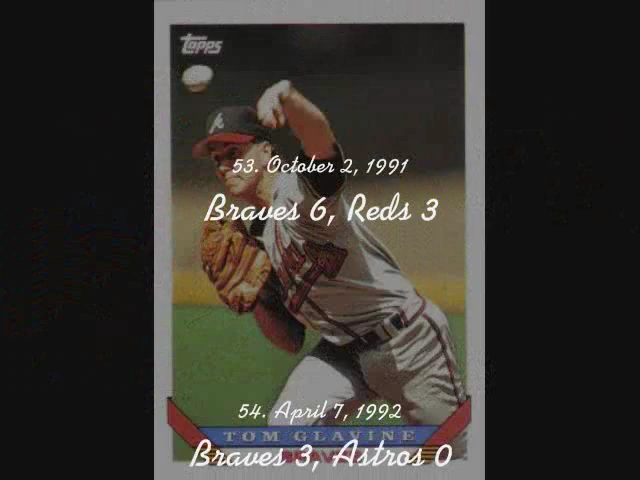 Topps
53. October 2, 1991
Braves 6, Reds 3
54. April 7, 1992
TOM GLAVINE
Braves 3, Astros 0